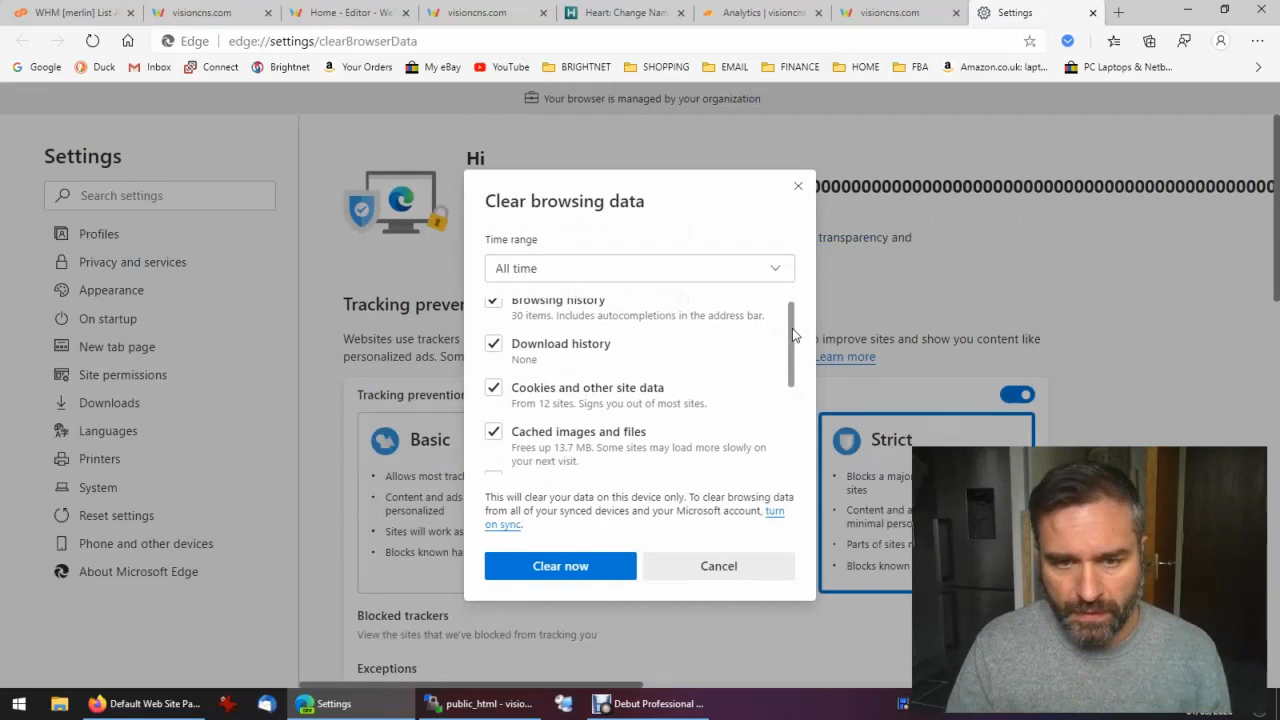 WHM [merlin] List A
visioncns.com
Home - Editor - We
visioncns.com
Heart: Change Nam
Analytics | visioncns
visioncns.com
Settings
Edge
edge://settings/clearBrowserData
Google
Duck
Inbox
Connect
Brightnet
Your Orders
My eBay
YouTube
BRIGHTNET
SHOPPING
EMAIL
FINANCE
HOME
FBA
Amazon.co.uk: lapt...
PC Laptops & Netb...
Your browser is managed by your organization
Settings
Search settings
Profiles
Privacy and services
Appearance
On startup
New tab page
Site permissions
Downloads
Languages
Printers
System
Reset settings
Phone and other devices
About Microsoft Edge
Hi
transparency and
Tracking preve
Websites use trackers
personalized ads. Som
improve sites and show you content like
Learn more
Tracking preventio
Basic
Allows most track
Content and ads
personalized
Sites will work as
Blocks known ha
Strict
Blocks a majo
sites
Content and a
minimal perso
Parts of sites m
Blocks known
Blocked trackers
View the sites that we've blocked from tracking you
Exceptions
Clear browsing data
Time range
All time
Browsing history
30 items. Includes autocompletions in the address bar.
Download history
None
Cookies and other site data
From 12 sites. Signs you out of most sites.
Cached images and files
Frees up 13.7 MB. Some sites may load more slowly on
your next visit.
This will clear your data on this device only. To clear browsing data
from all of your synced devices and your Microsoft account, turn
on sync.
Clear now
Cancel
Default Web Site Pa...
Settings
public_html - visio...
Debut Professional ...